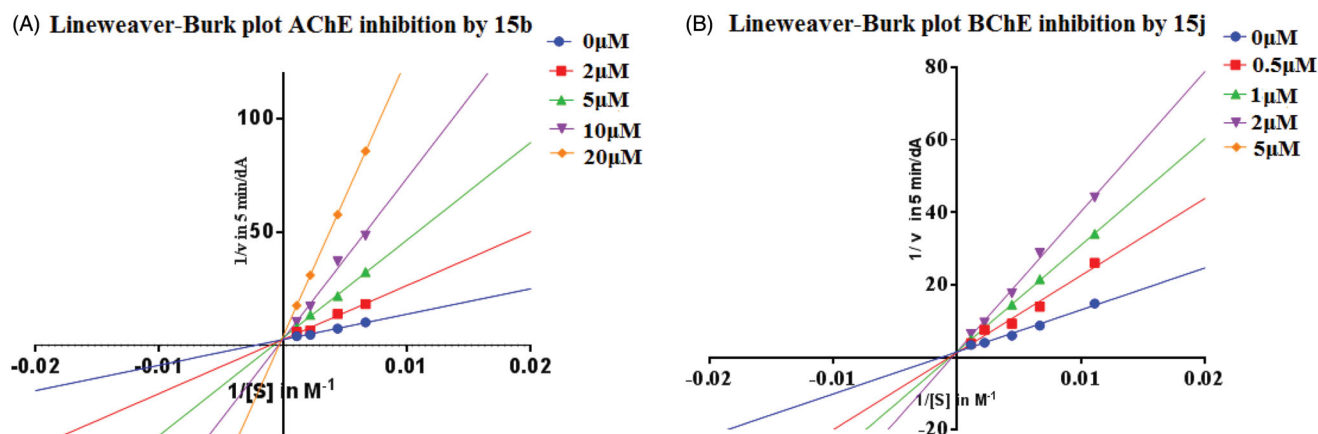 (A) Lineweaver-Burk plot AChE inhibition by 15b
0µM
2µM
5µM
10µM
20µM
100
50
1/v in 5 min/dA
-0.02
-0.01
0.01
0.02
1/[S] in M-1
(B) Lineweaver-Burk plot BChE inhibition by 15j
0µM
0.5µM
1µM
2µM
5µM
80
60
40
20
0
-20
1/ v in 5 min/dA
-0.02
-0.01
0.01
0.02
1/[S] in M-1